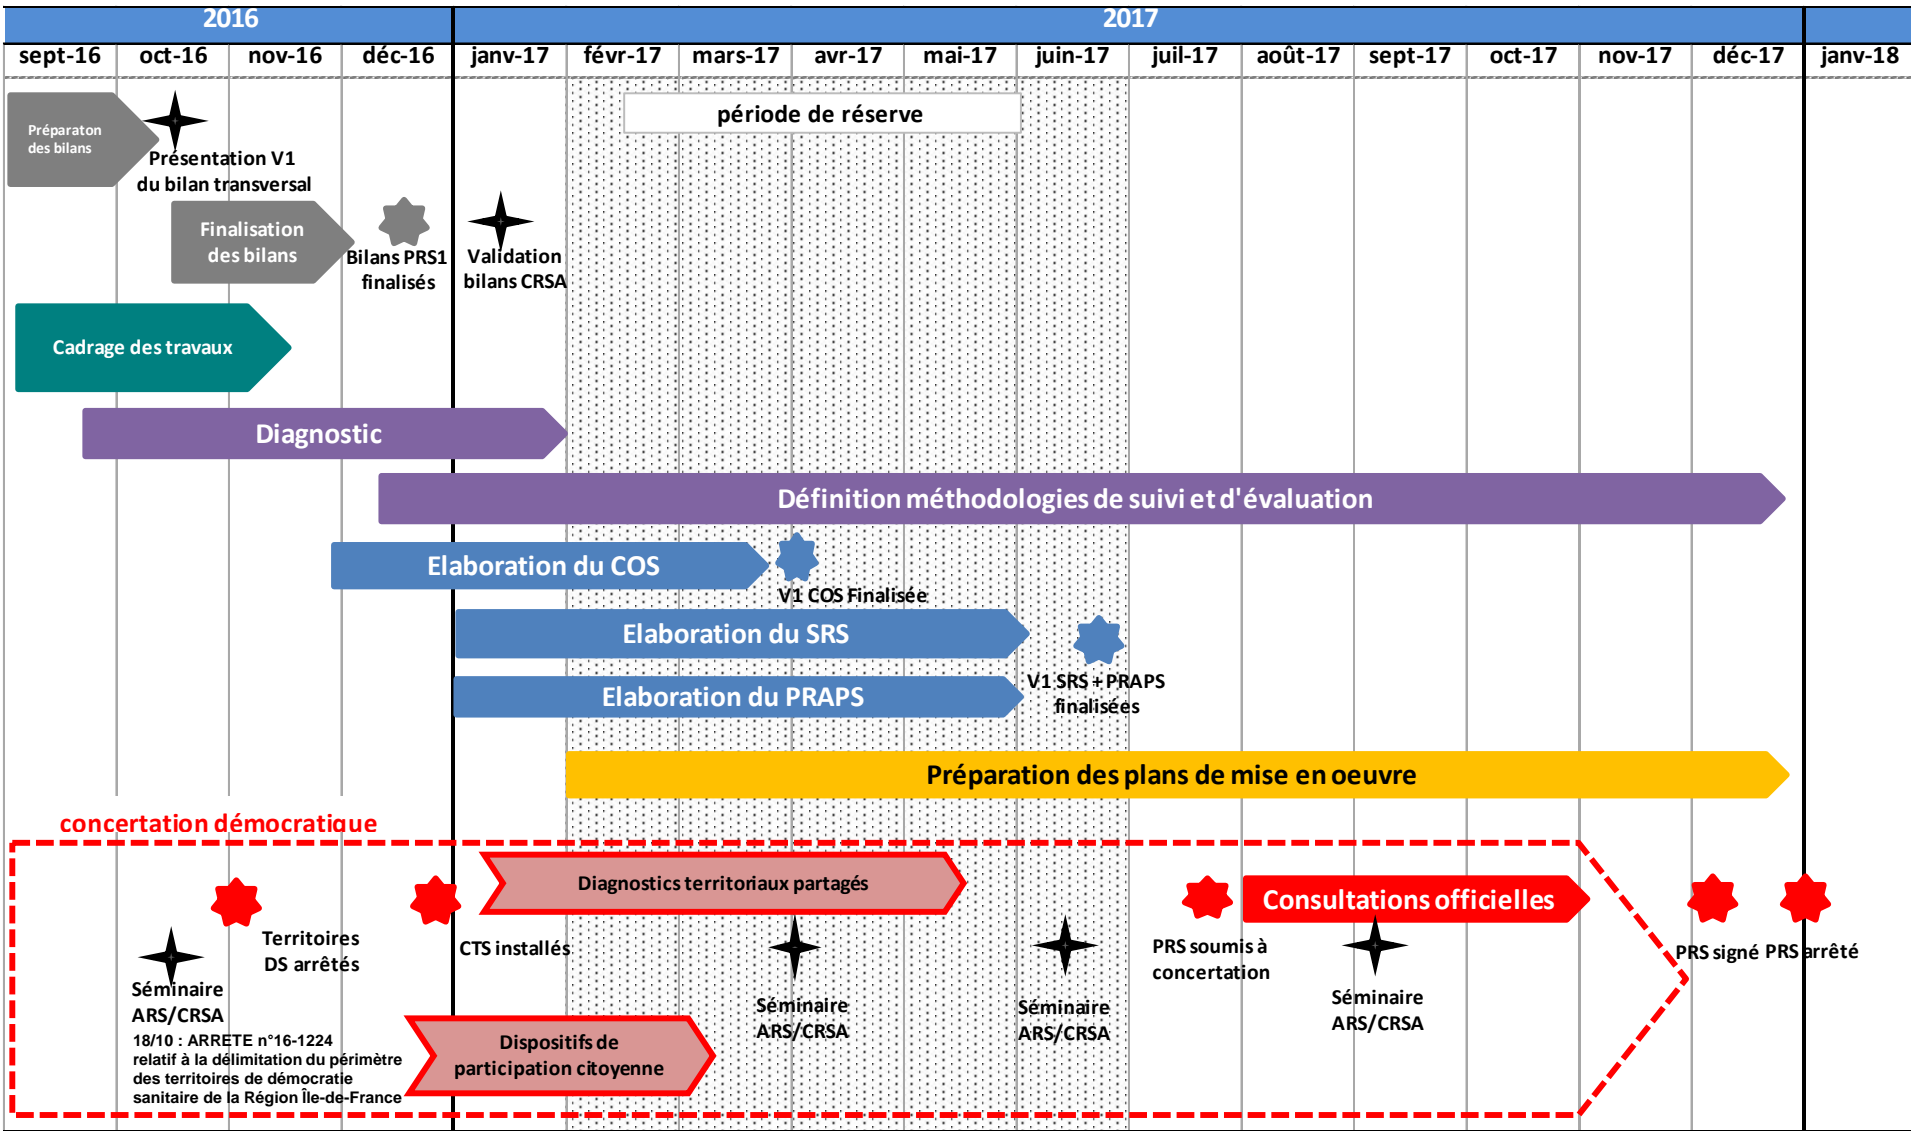 2016
2017
sept-16
oct-16
nov-16
déc-16
janv-17
févr-17
mars-17
avr-17
mai-17
juin-17
juil-17
août-17
sept-17
oct-17
nov-17
déc-17
janv-18
Préparaton
des bilans
période de réserve
Présentation V1
du bilan transversal
Finalisation
des bilans
Bilans PRS1
finalisés
Validation
bilans CRSA
Cadrage des travaux
Diagnostic
Définition méthodologies de suivi et d'évaluation
Elaboration du COS
V1 COS Finalisée
Elaboration du SRS
Elaboration du PRAPS
V1 SRS + PRAPS
finalisées
Préparation des plans de mise en oeuvre
concertation démocratique
Diagnostics territoriaux partagés
Consultations officielles
Territoires
DS arrêtés
CTS installés
PRS soumis à
concertation
PRS signé
PRS arrêté
Séminaire
ARS/CRSA
Séminaire
ARS/CRSA
Séminaire
ARS/CRSA
Séminaire
ARS/CRSA
18/10 : ARRETE n°16-1224
relatif à la délimitation du périmètre
des territoires de démocratie
sanitaire de la Région Île-de-France
Dispositifs de
participation citoyenne